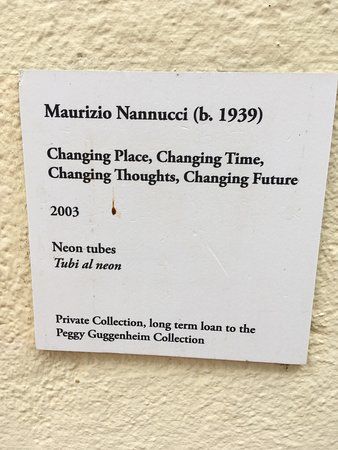 Maurizio Nannucci (b. 1939)
Changing Place, Changing Time,
Changing Thoughts, Changing Future
2003
Neon tubes
Tubi al neon
Private Collection, long term loan to the
Peggy Guggenheim Collection